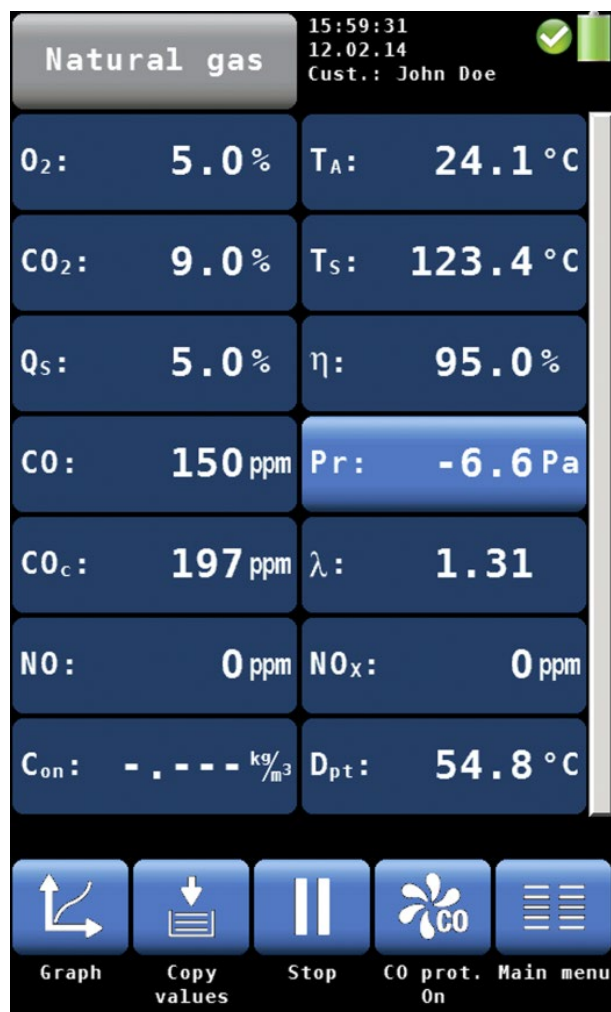 Natural gas
15:59:31
12.02.14
Cust.: John Doe
O₂: 5.0 %
T_A: 24.1 °C
CO₂: 9.0 %
T_S: 123.4 °C
Q_S: 5.0 %
η: 95.0 %
CO: 150 ppm
Pr: -6.6 Pa
CO_c: 197 ppm
λ: 1.31
NO: 0 ppm
NO_X: 0 ppm
C_on: -.--- kg/m³
D_pt: 54.8 °C
CO
Graph
Copy
values
Stop
CO prot.
On
Main menu